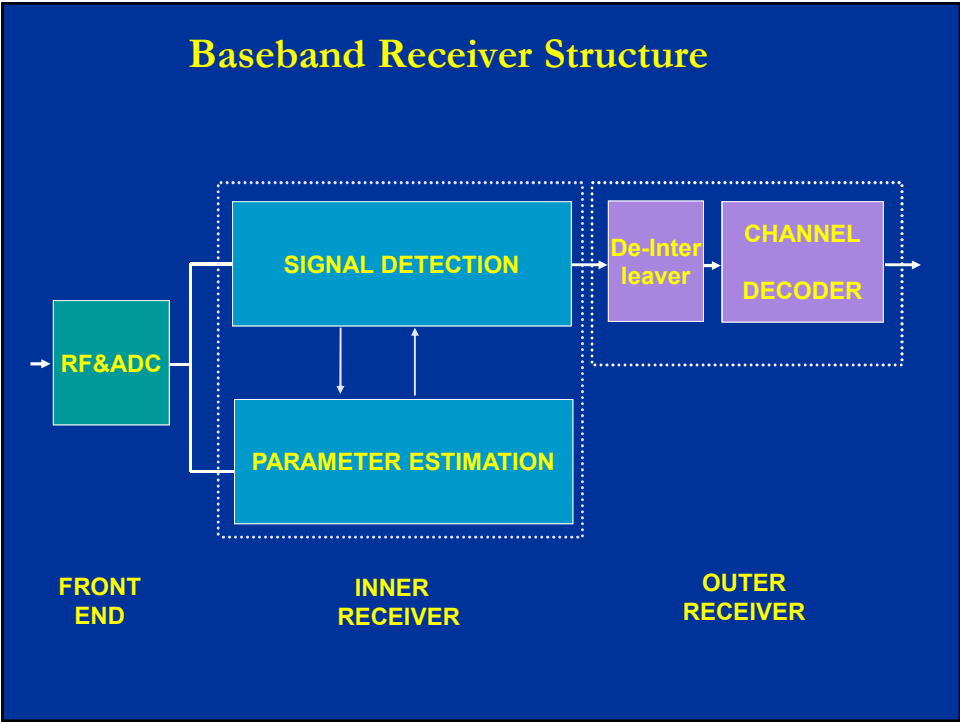 Baseband Receiver Structure
RF&ADC
SIGNAL DETECTION
PARAMETER ESTIMATION
De-Inter
leaver
CHANNEL
DECODER
FRONT
END
INNER
RECEIVER
OUTER
RECEIVER